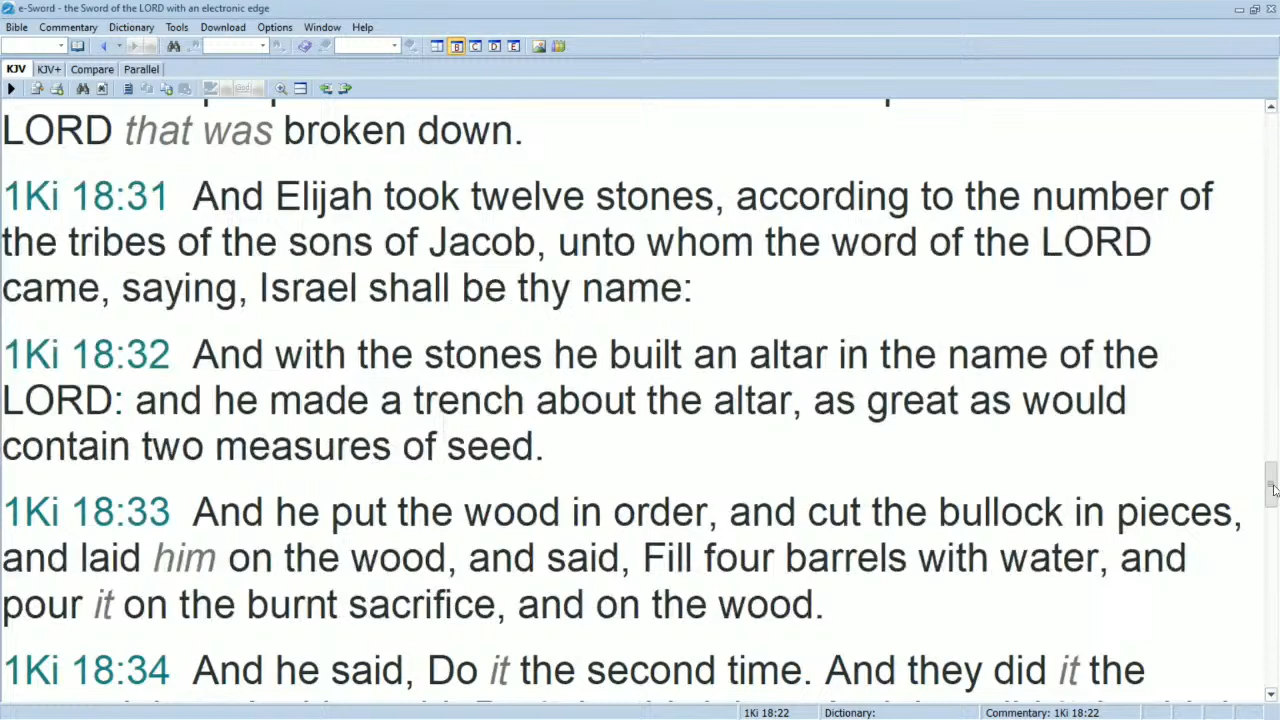 e-Sword - the Sword of the LORD with an electronic edge
Bible Commentary Dictionary Tools Download Options Window Help
B C D E
KJV KJV+ Compare Parallel
LORD that was broken down.
1Ki 18:31 And Elijah took twelve stones, according to the number of
the tribes of the sons of Jacob, unto whom the word of the LORD
came, saying, Israel shall be thy name:
1Ki 18:32 And with the stones he built an altar in the name of the
LORD: and he made a trench about the altar, as great as would
contain two measures of seed.
1Ki 18:33 And he put the wood in order, and cut the bullock in pieces,
and laid him on the wood, and said, Fill four barrels with water, and
pour it on the burnt sacrifice, and on the wood.
1Ki 18:34 And he said, Do it the second time. And they did it the
1Ki 18:22 Dictionary: Commentary: 1Ki 18:22